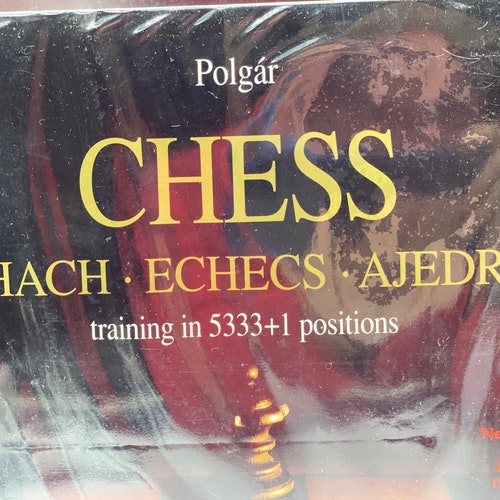 Polgár
CHESS
HACH · ECHECS · AJEDR
training in 5333+1 positions